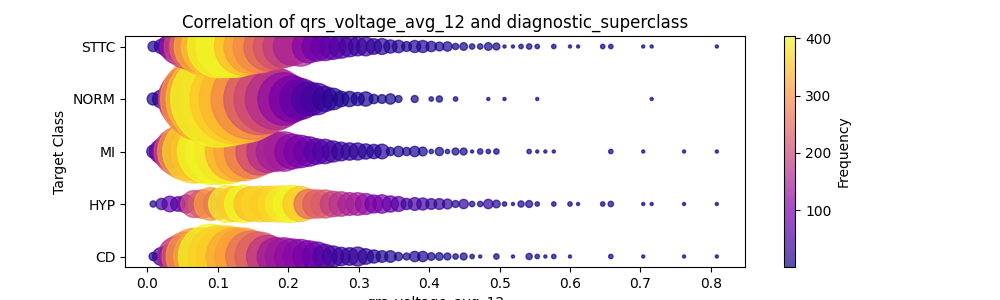 Correlation of qrs_voltage_avg_12 and diagnostic_superclass
STTC
NORM
MI
HYP
CD
Target Class
0.0 0.1 0.2 0.3 0.4 0.5 0.6 0.7 0.8
qrs_voltage_avg_12
400
300
200
100
Frequency